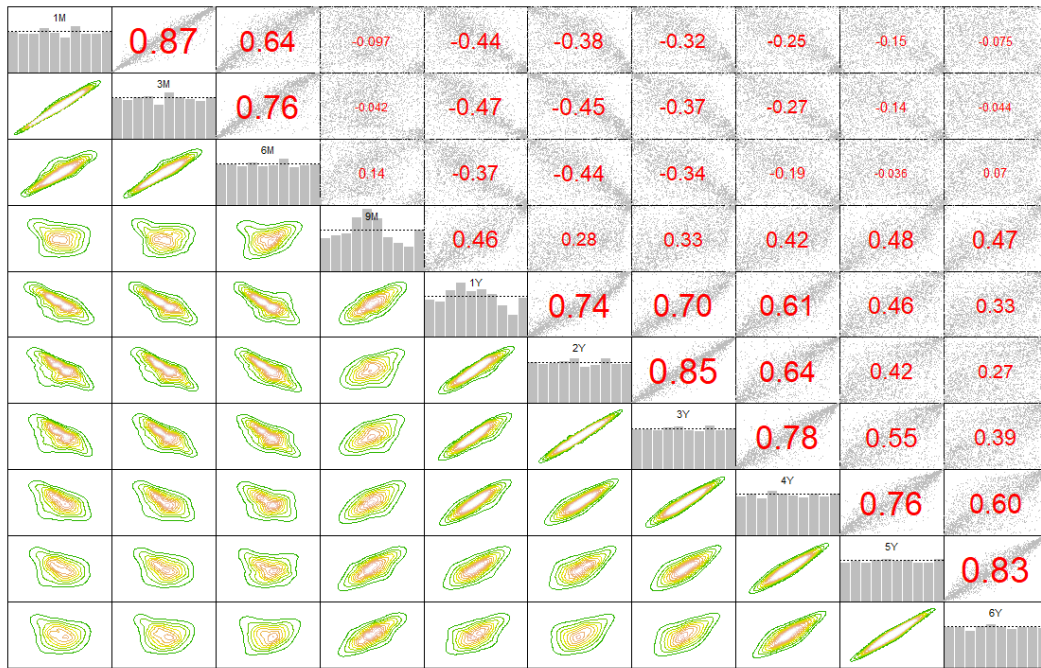 1M 0.87 0.64 -0.097 -0.44 -0.38 -0.32 -0.25 -0.15 -0.075
3M 0.76 -0.042 -0.47 -0.45 -0.37 -0.27 -0.14 -0.044
6M 0.14 -0.37 -0.44 -0.34 -0.19 -0.036 0.07
9M 0.46 0.28 0.33 0.42 0.48 0.47
1Y 0.74 0.70 0.61 0.46 0.33
2Y 0.85 0.64 0.42 0.27
3Y 0.78 0.55 0.39
4Y 0.76 0.60
5Y 0.83
6Y